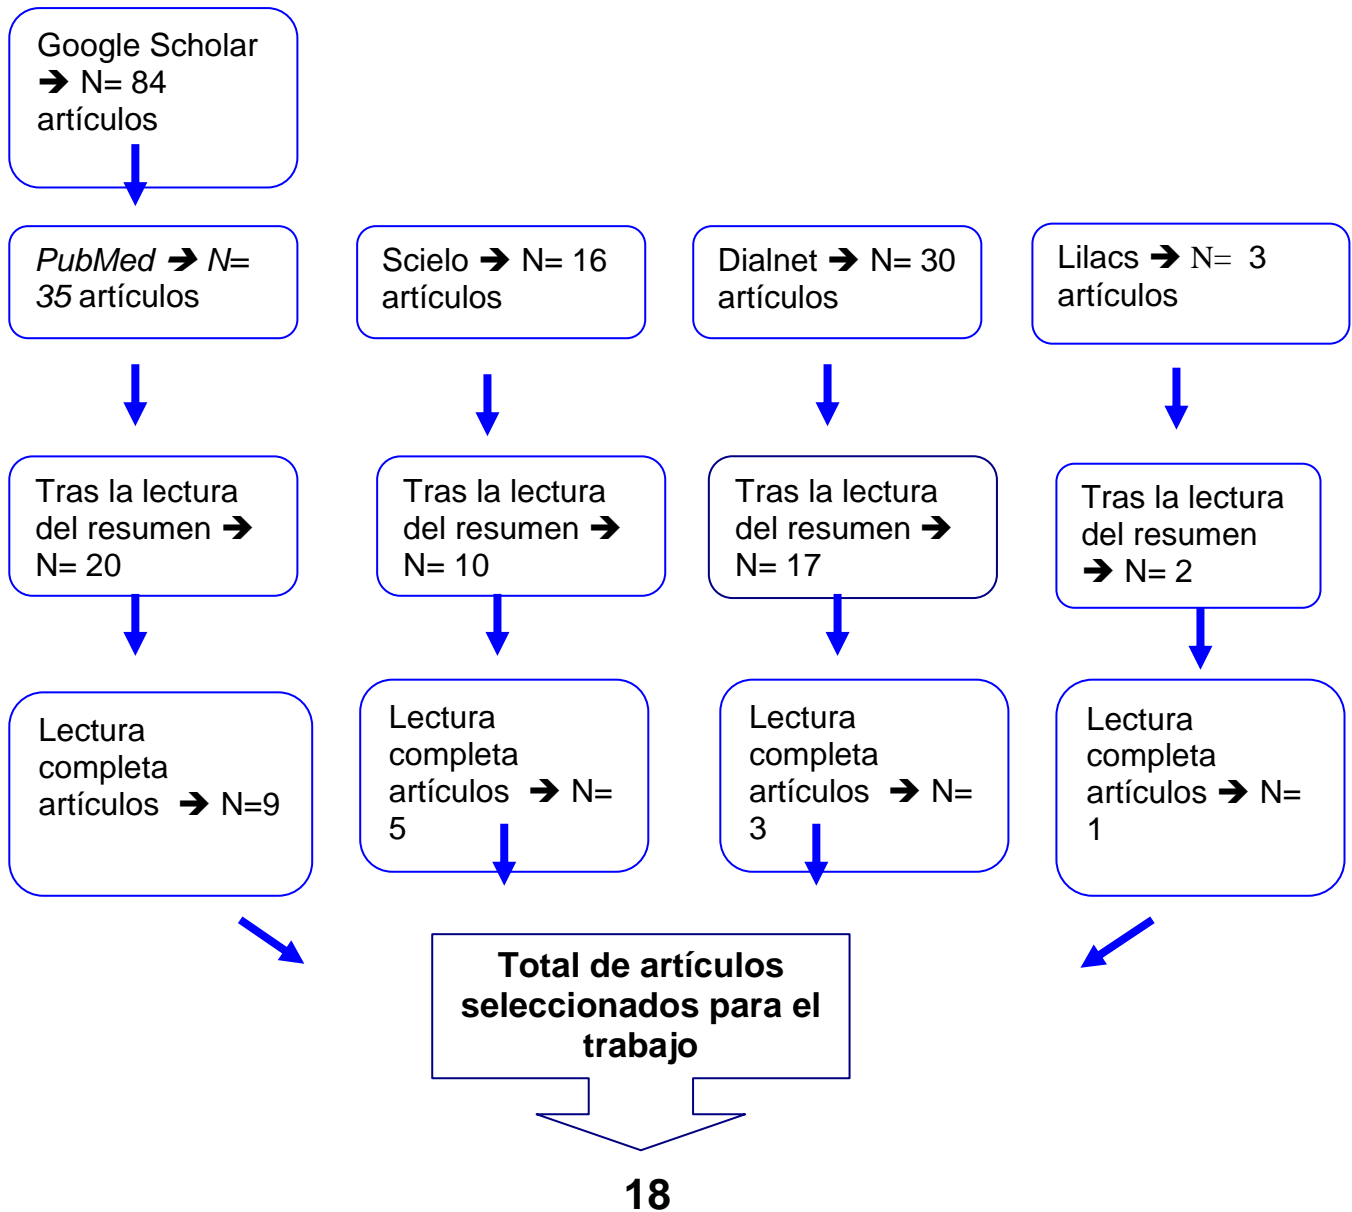 Google Scholar
➔ N= 84
artículos
PubMed ➔ N=
35 artículos
Scielo ➔ N= 16
artículos
Dialnet ➔ N= 30
artículos
Lilacs ➔ N= 3
artículos
Tras la lectura
del resumen ➔
N= 20
Tras la lectura
del resumen ➔
N= 10
Tras la lectura
del resumen ➔
N= 17
Tras la lectura
del resumen
➔ N= 2
Lectura
completa
artículos ➔ N=9
Lectura
completa
artículos ➔ N=
5
Lectura
completa
artículos ➔ N=
3
Lectura
completa
artículos ➔ N=
1
Total de artículos
seleccionados para el
trabajo
18